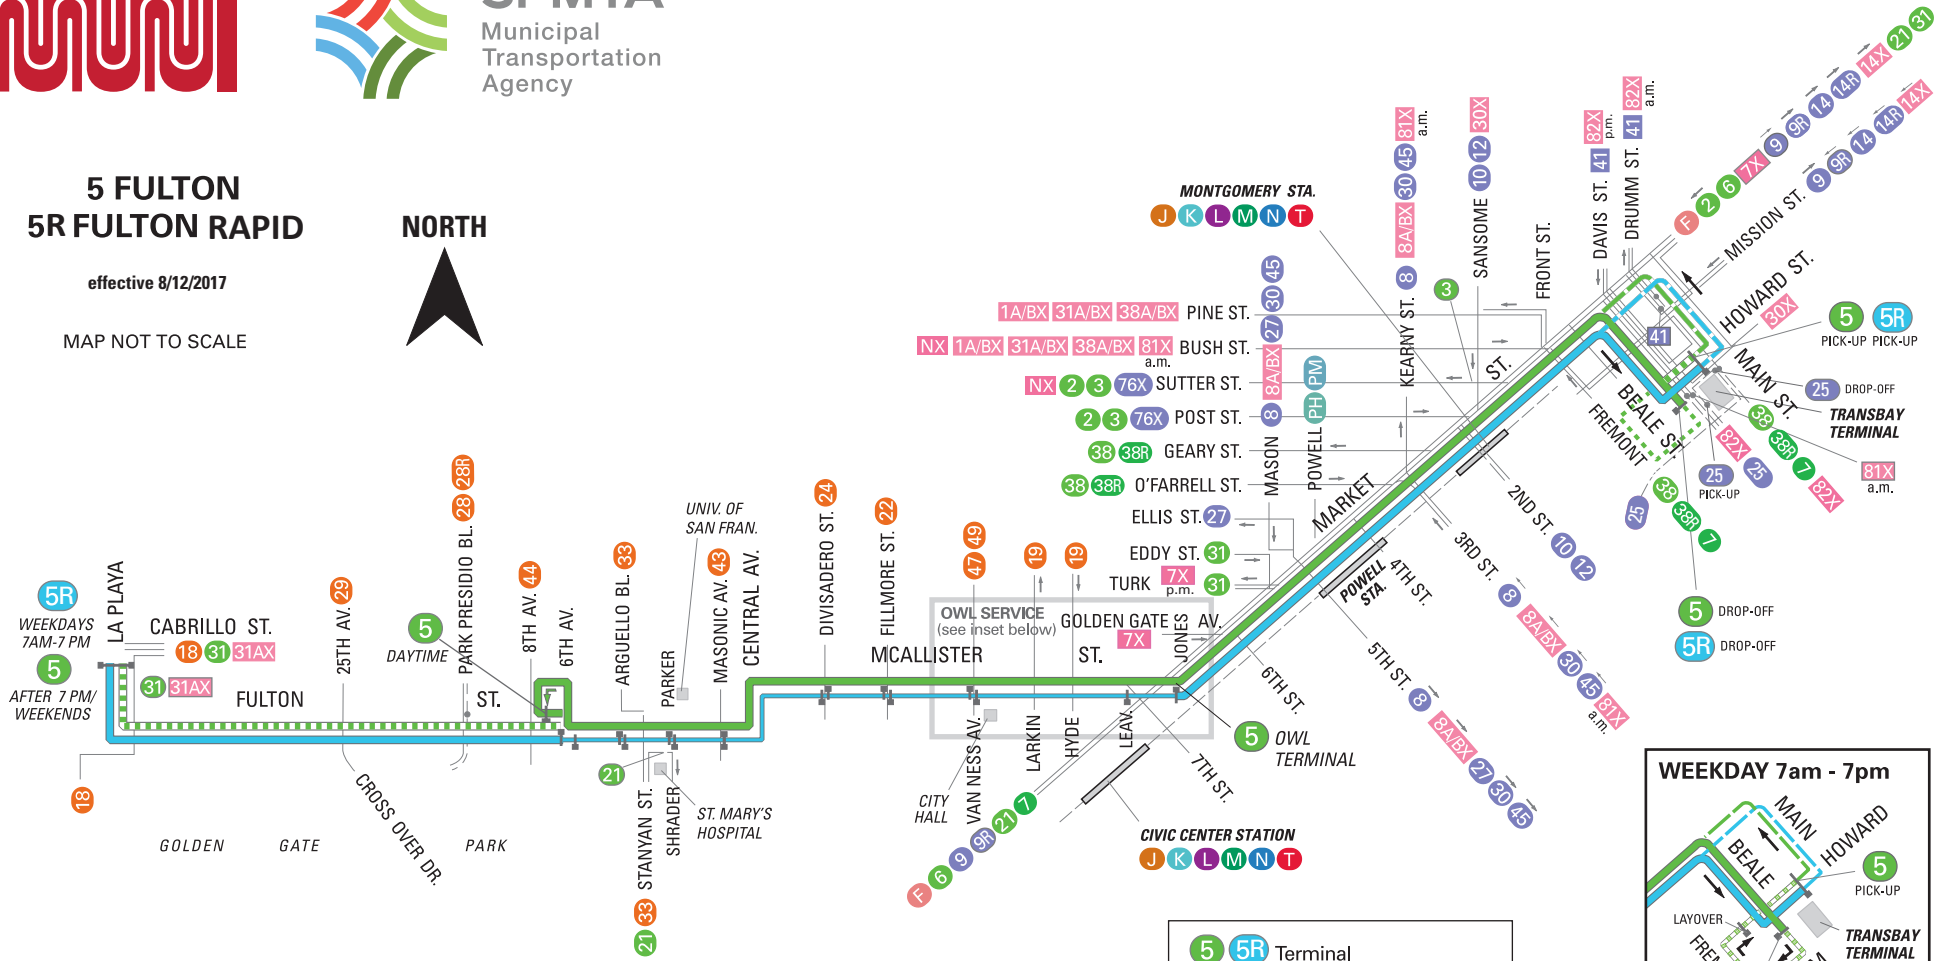 SFMTA
Municipal
Transportation
Agency
5 FULTON
5R FULTON RAPID
effective 8/12/2017
MAP NOT TO SCALE
NORTH
5R
WEEKDAYS
7AM-7 PM
5
AFTER 7 PM/
WEEKENDS
LA PLAYA
CABRILLO ST.
18 31 31AX
31 31AX
18
FULTON
ST.
25TH AV. 29
CROSS OVER DR.
PARK PRESIDIO BL. 28 28R
5
DAYTIME
8TH AV. 44
6TH AV.
ARGUELLO BL. 33
PARKER
UNIV. OF
SAN FRAN.
MASONIC AV. 43
CENTRAL AV.
21
21 33 STANYAN ST.
SHRADER
ST. MARY'S
HOSPITAL
GOLDEN GATE PARK
DIVISADERO ST. 24
FILLMORE ST. 22
MCALLISTER
ST.
OWL SERVICE
(see inset below)
47 49
VAN NESS AV.
CITY
HALL
19
LARKIN
19
HYDE
LEAV.
JONES
GOLDEN GATE AV.
7X
F 6 9 9R 21 7
5 OWL
TERMINAL
CIVIC CENTER STATION
J K L M N T
MONTGOMERY STA.
J K L M N T
1A/BX 31A/BX 38A/BX PINE ST.
NX 1A/BX 31A/BX 38A/BX 81X BUSH ST.
a.m.
NX 2 3 76X SUTTER ST.
2 3 76X POST ST.
38 38R GEARY ST.
38 38R O'FARRELL ST.
ELLIS ST. 27
EDDY ST. 31
TURK 7X 31
p.m.
MASON 8 8A/BX 27 30 45
POWELL PH PM
KEARNY ST. 8 8A/BX 30 45 81X
a.m.
3
SANSOME 10 12 30X
FRONT ST.
DAVIS ST. 41 82X
p.m.
DRUMM ST. 41 82X
a.m.
MARKET
ST.
F 2 6 7X 9 9R 14 14R 14X 21 31
MISSION ST. 9 9R 14 14R 14X
HOWARD ST.
30X
41
MAIN ST.
BEALE ST.
FREMONT
5 5R
PICK-UP PICK-UP
25 DROP-OFF
TRANSBAY
TERMINAL
81X
a.m.
38 38R 7 82X
82X 25
25
PICK-UP
25
38 38R 7
5 DROP-OFF
5R DROP-OFF
2ND ST. 10 12
3RD ST. 8 8A/BX 30 45 81X
a.m.
4TH ST.
POWELL
STA.
5TH ST. 8 8A/BX 27 30 45
6TH ST.
7TH ST.
5 5R Terminal
WEEKDAY 7am - 7pm
MAIN
HOWARD
BEALE
5
PICK-UP
LAYOVER
TRANSBAY
TERMINAL